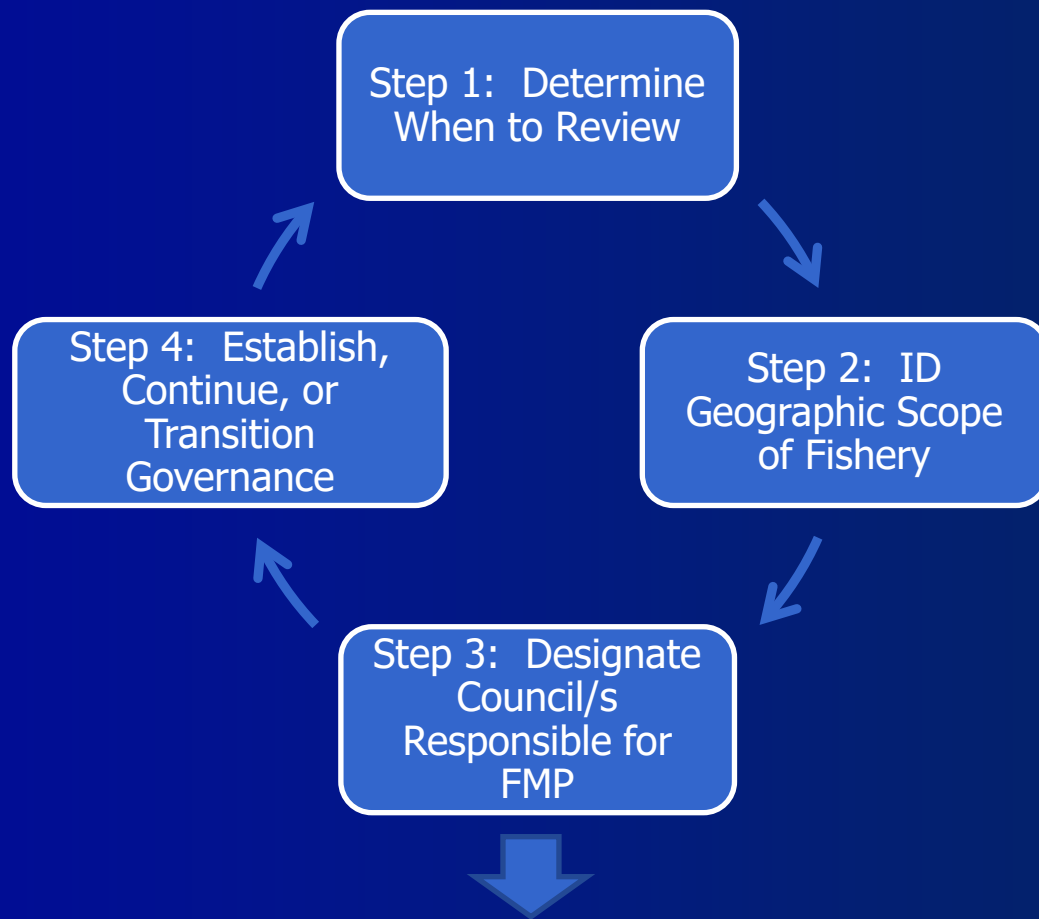 Step 1:  Determine
When to Review
Step 2:  ID
Geographic Scope
of Fishery
Step 3:  Designate
Council/s
Responsible for
FMP
Step 4:  Establish,
Continue, or
Transition
Governance